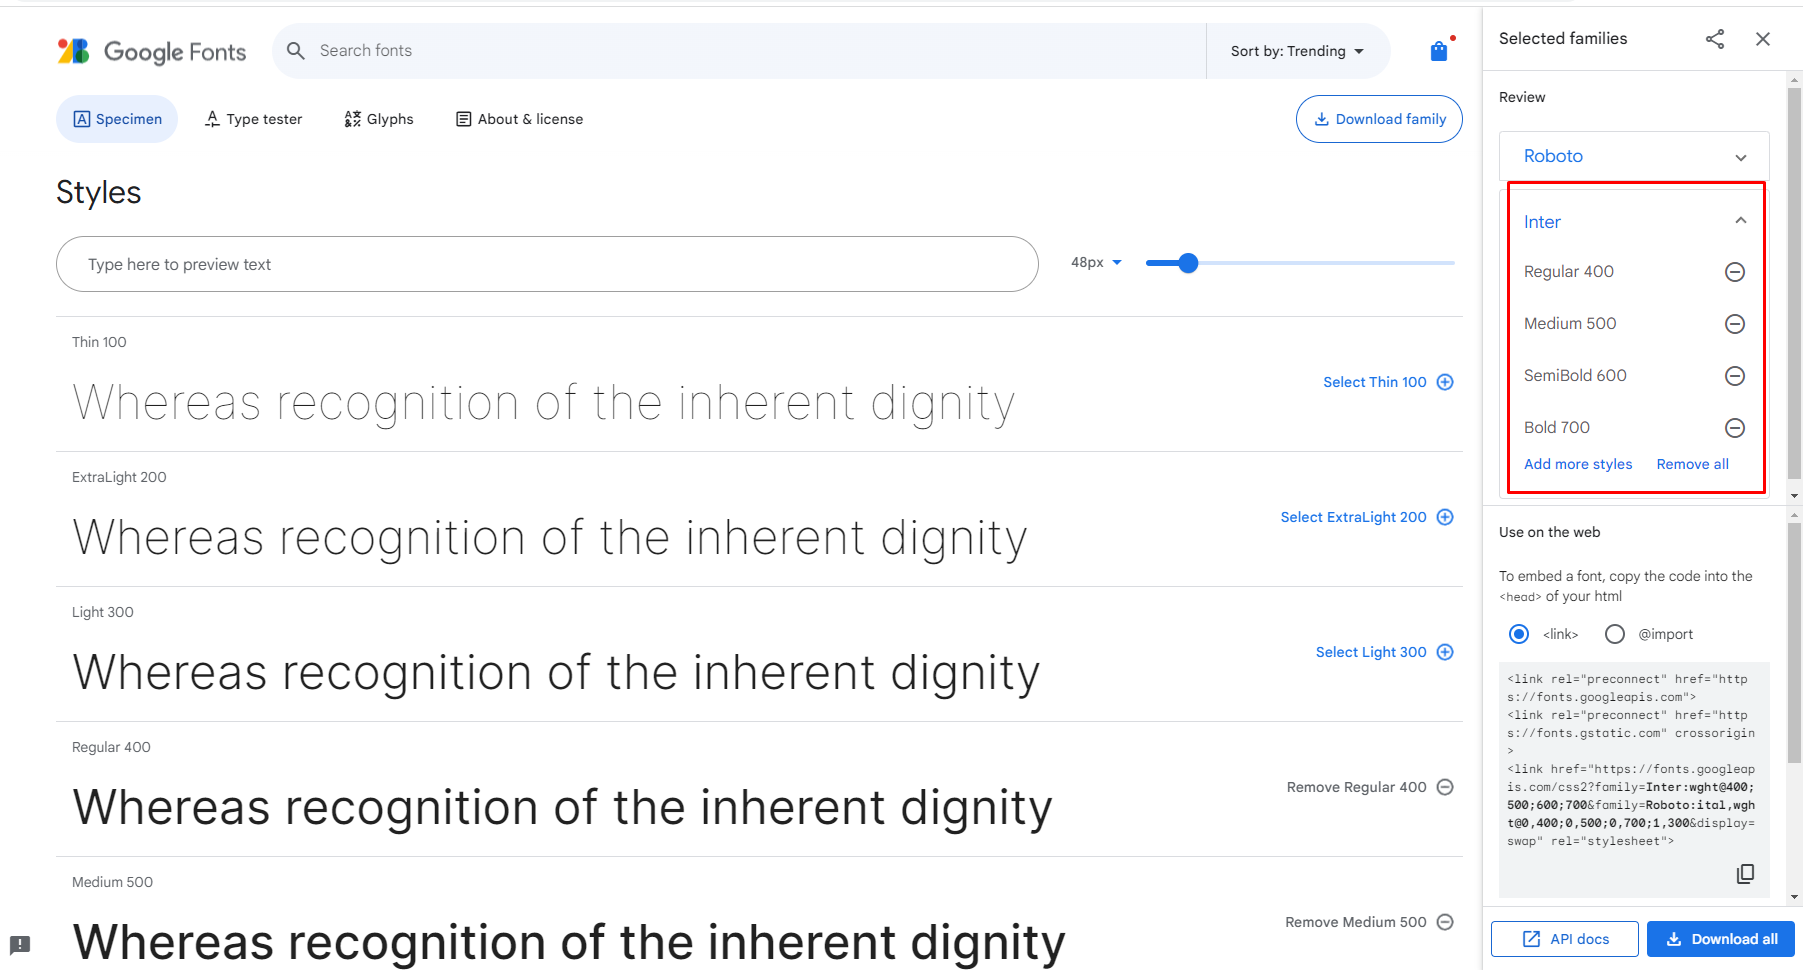 Google Fonts
Search fonts
Sort by: Trending
Specimen
Type tester
Glyphs
About & license
Download family
Styles
Type here to preview text
48px
Thin 100
Whereas recognition of the inherent dignity
Select Thin 100
ExtraLight 200
Whereas recognition of the inherent dignity
Select ExtraLight 200
Light 300
Whereas recognition of the inherent dignity
Select Light 300
Regular 400
Whereas recognition of the inherent dignity
Remove Regular 400
Medium 500
Whereas recognition of the inherent dignity
Remove Medium 500
Selected families
Review
Roboto
Inter
Regular 400
Medium 500
SemiBold 600
Bold 700
Add more styles
Remove all
Use on the web
To embed a font, copy the code into the
<head> of your html
<link>
@import
<link rel="preconnect" href="http
s://fonts.googleapis.com">
<link rel="preconnect" href="http
s://fonts.gstatic.com" crossorigin
>
<link href="https://fonts.googleap
is.com/css2?family=Inter:wght@400;
500;600;700&family=Roboto:ital,wgh
t@0,400;0,500;0,700;1,300&display=
swap" rel="stylesheet">
API docs
Download all